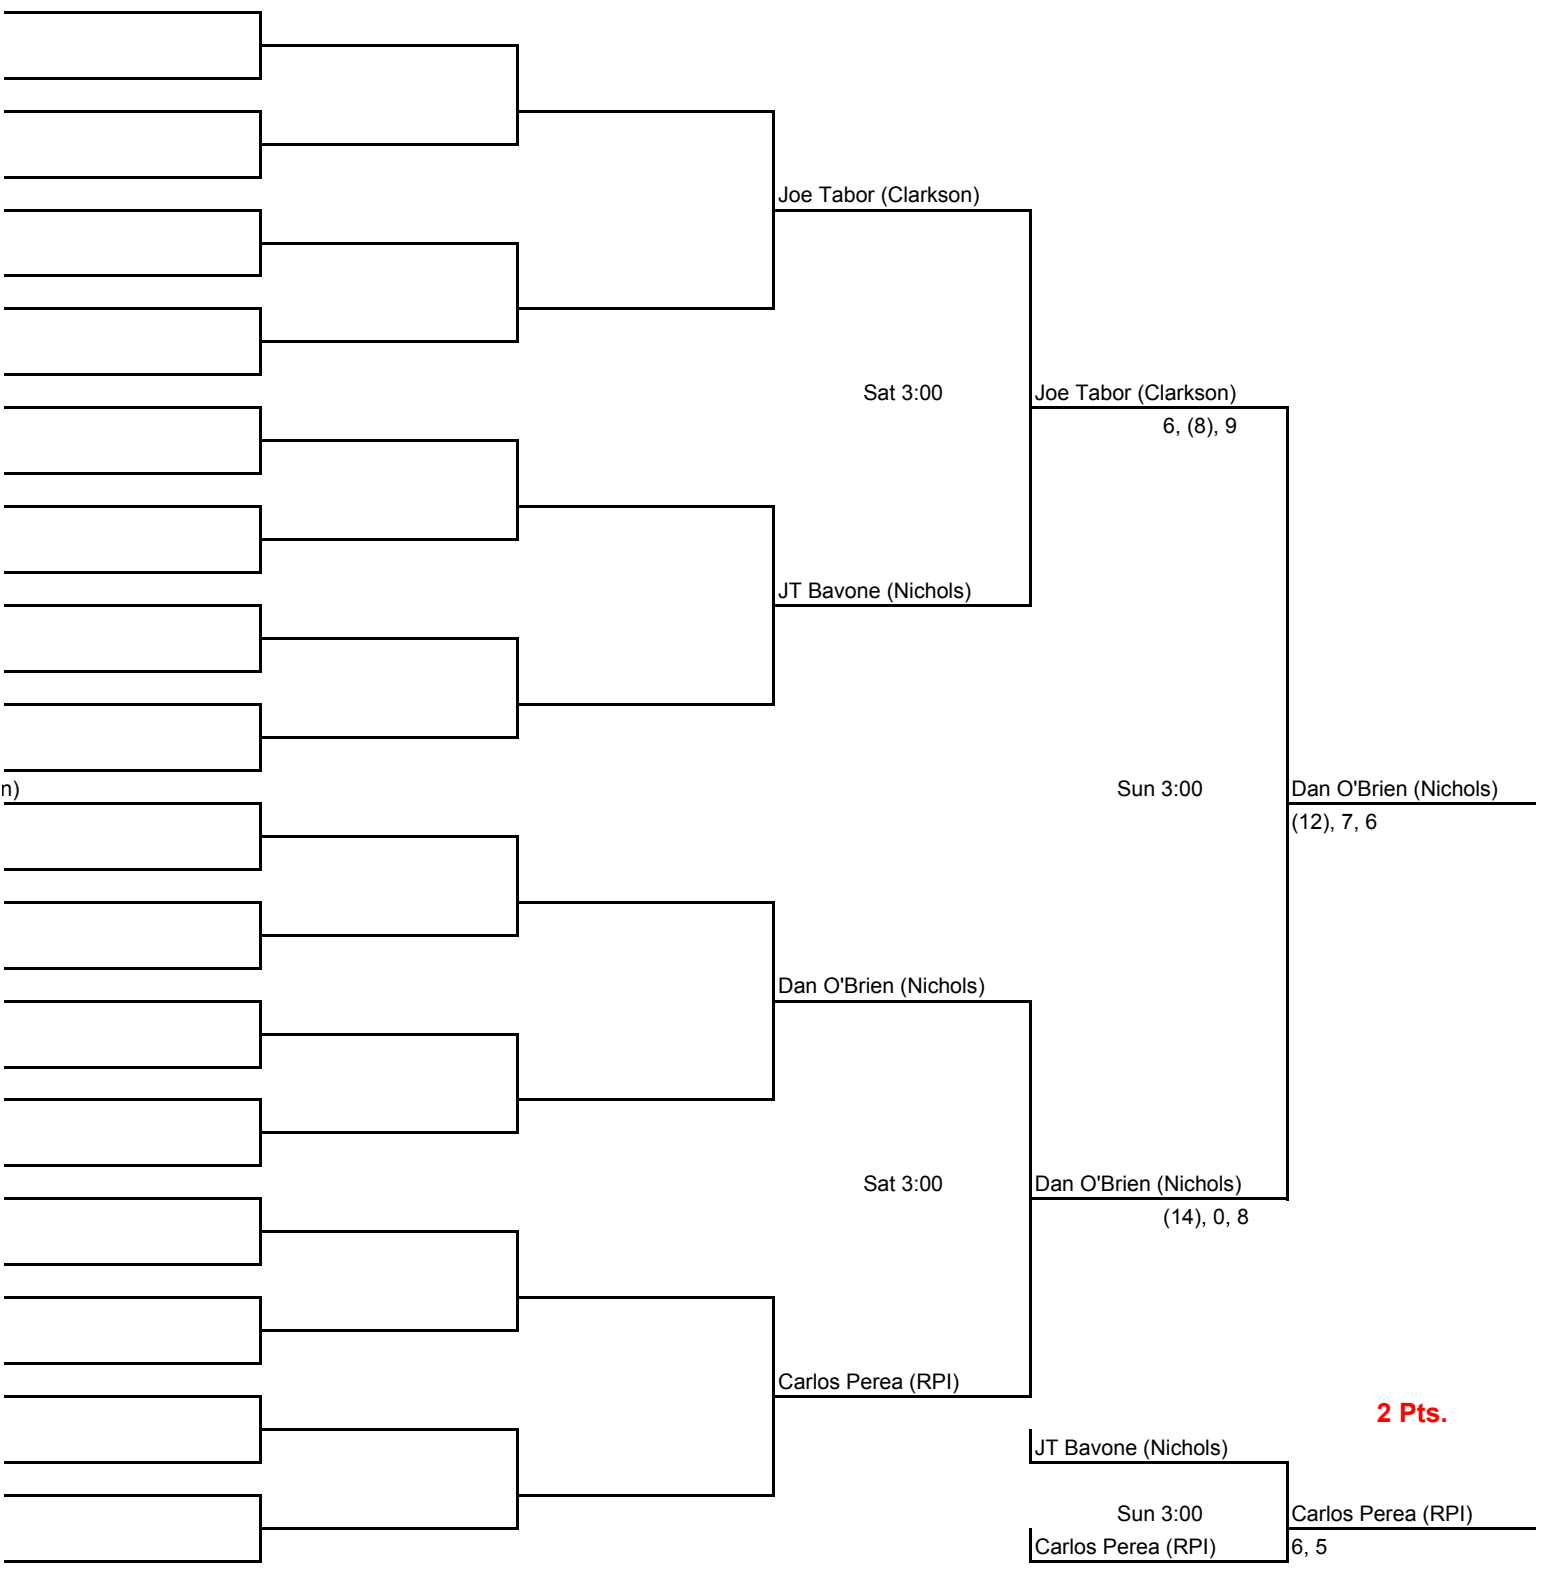 Joe Tabor (Clarkson)
Sat 3:00
Joe Tabor (Clarkson)
6, (8), 9
JT Bavone (Nichols)
n)
Sun 3:00
Dan O'Brien (Nichols)
(12), 7, 6
Dan O'Brien (Nichols)
Sat 3:00
Dan O'Brien (Nichols)
(14), 0, 8
Carlos Perea (RPI)
2 Pts.
JT Bavone (Nichols)
Sun 3:00
Carlos Perea (RPI)
Carlos Perea (RPI)
6, 5